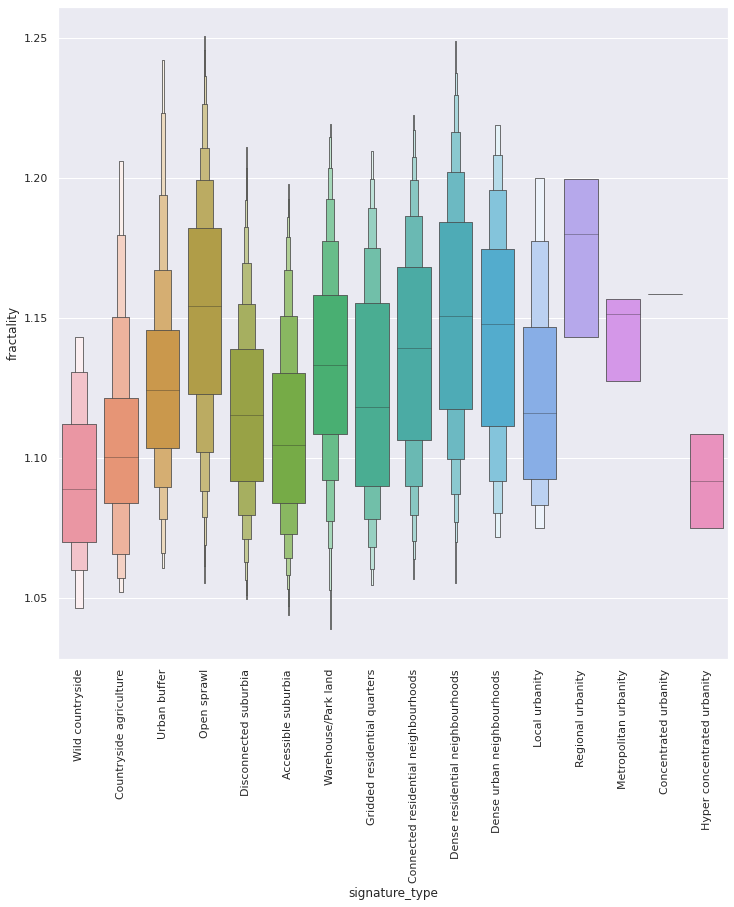 1.25
1.20
1.15
1.10
1.05
fractality
Wild countryside
Countryside agriculture
Urban buffer
Open sprawl
Disconnected suburbia
Accessible suburbia
Warehouse/Park land
Gridded residential quarters
Connected residential neighbourhoods
Dense residential neighbourhoods
Dense urban neighbourhoods
Local urbanity
Regional urbanity
Metropolitan urbanity
Concentrated urbanity
Hyper concentrated urbanity
signature_type